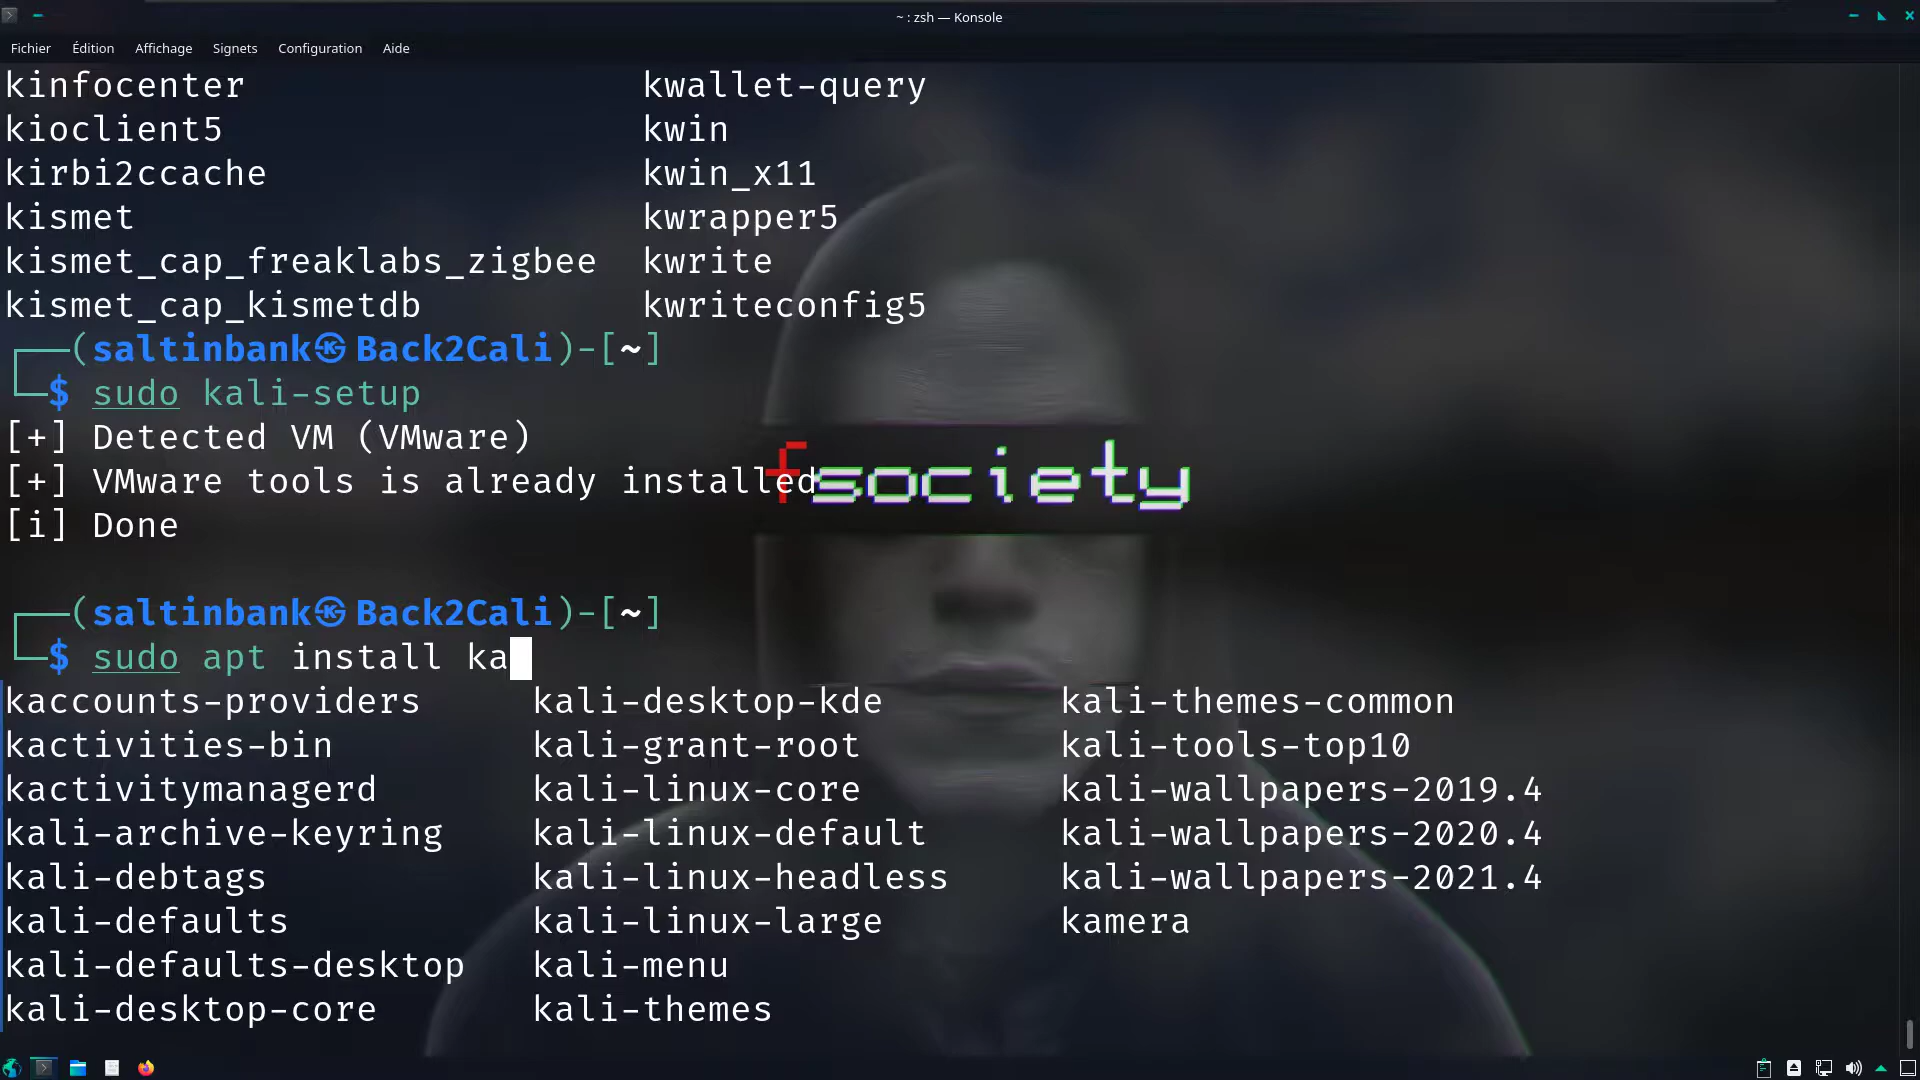 ~ : zsh — Konsole
Fichier Édition Affichage Signets Configuration Aide
kinfocenter kwallet-query
kioclient5 kwin
kirbi2ccache kwin_x11
kismet kwrapper5
kismet_cap_freaklabs_zigbee kwrite
kismet_cap_kismetdb kwriteconfig5
┌──(saltinbank㉿Back2Cali)-[~]
└─$ sudo kali-setup
[+] Detected VM (VMware)
[+] VMware tools is already installed
fsociety
[i] Done
┌──(saltinbank㉿Back2Cali)-[~]
└─$ sudo apt install ka
kaccounts-providers kali-desktop-kde kali-themes-common
kactivities-bin kali-grant-root kali-tools-top10
kactivitymanagerd kali-linux-core kali-wallpapers-2019.4
kali-archive-keyring kali-linux-default kali-wallpapers-2020.4
kali-debtags kali-linux-headless kali-wallpapers-2021.4
kali-defaults kali-linux-large kamera
kali-defaults-desktop kali-menu
kali-desktop-core kali-themes